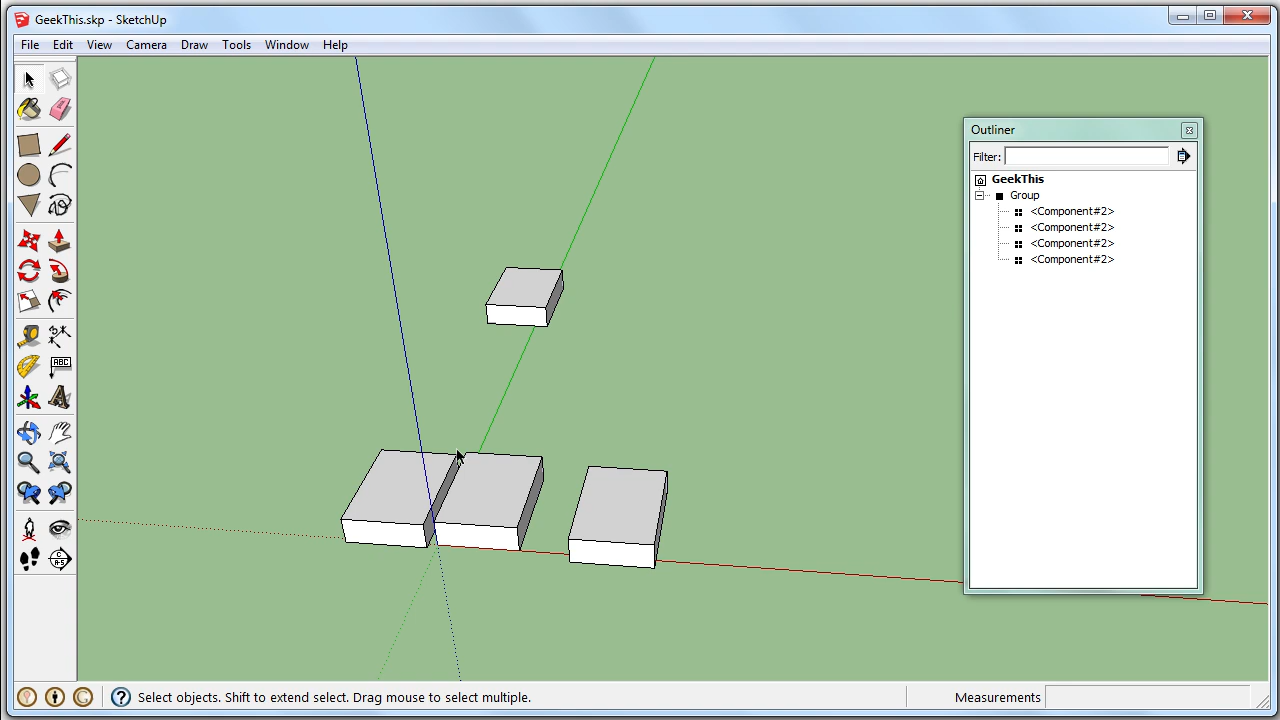 GeekThis.skp - SketchUp
File Edit View Camera Draw Tools Window Help
Outliner
Filter:
GeekThis
Group
<Component#2>
<Component#2>
<Component#2>
<Component#2>
ABC
A
Select objects. Shift to extend select. Drag mouse to select multiple.
Measurements